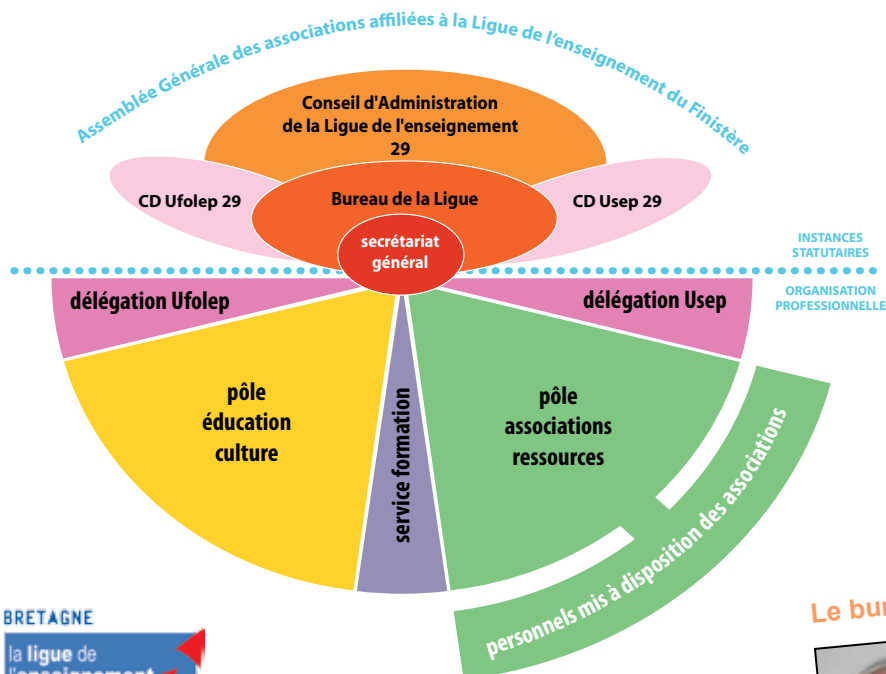 Assemblée Générale des associations affiliées à la Ligue de l'enseignement du Finistère
Conseil d'Administration
de la Ligue de l'enseignement
29
CD Ufolep 29
Bureau de la Ligue
CD Usep 29
secrétariat
général
INSTANCES
STATUTAIRES
ORGANISATION
PROFESSIONNELLE
délégation Ufolep
délégation Usep
pôle
éducation
culture
service formation
pôle
associations
ressources
personnels mis à disposition des associations
BRETAGNE
la ligue de
l'enseignement
Le bur